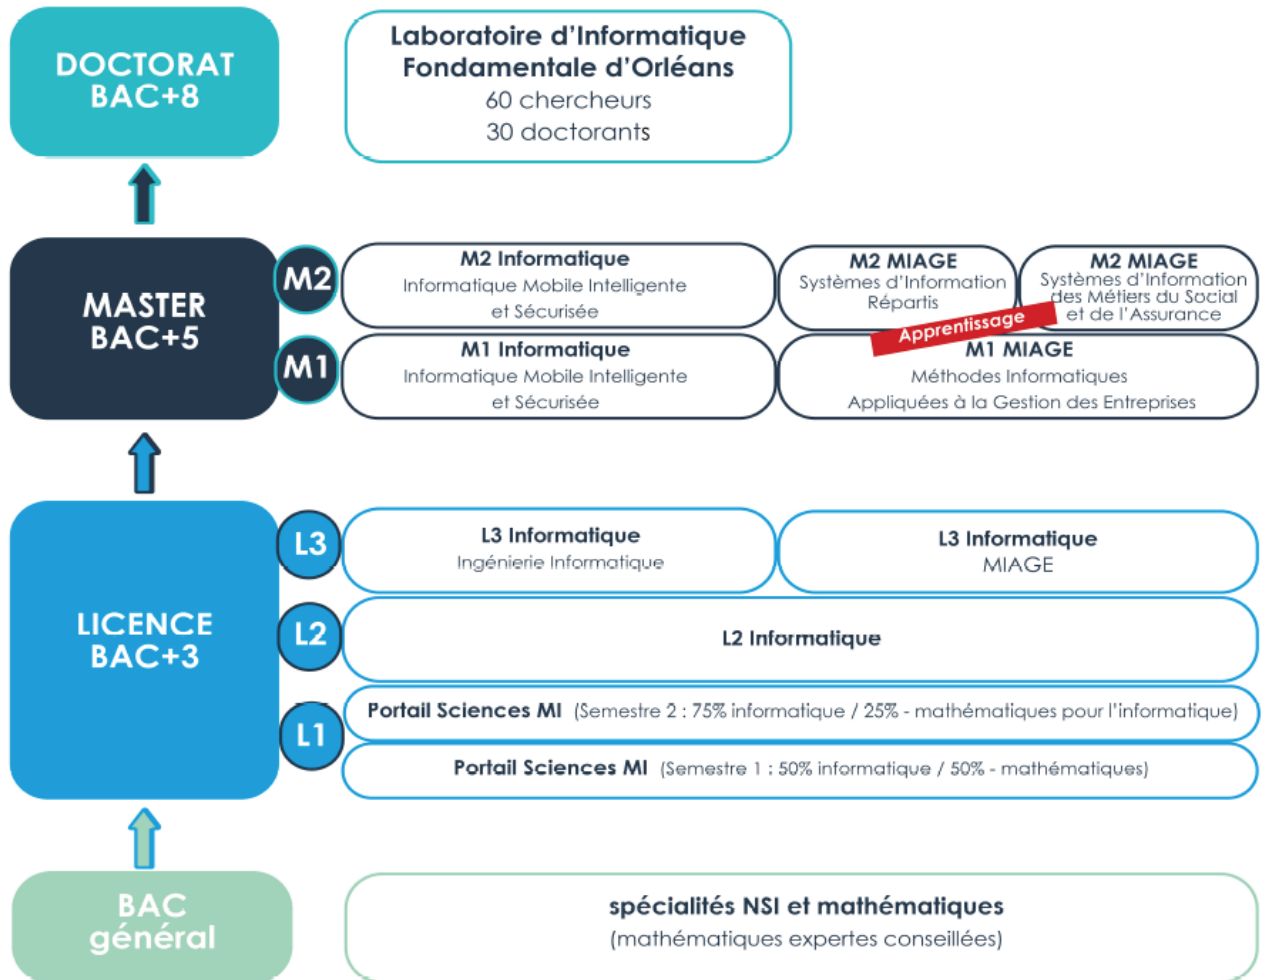 DOCTORAT
BAC+8
Laboratoire d'Informatique
Fondamentale d'Orléans
60 chercheurs
30 doctorants
MASTER
BAC+5
M2
M2 Informatique
Informatique Mobile Intelligente
et Sécurisée
M2 MIAGE
Systèmes d'Information
Répartis
M2 MIAGE
Systèmes d'Information
des Métiers du Social
et de l'Assurance
Apprentissage
M1
M1 Informatique
Informatique Mobile Intelligente
et Sécurisée
M1 MIAGE
Méthodes Informatiques
Appliquées à la Gestion des Entreprises
LICENCE
BAC+3
L3
L3 Informatique
Ingénierie Informatique
L3 Informatique
MIAGE
L2
L2 Informatique
L1
Portail Sciences MI (Semestre 2 : 75% informatique / 25% - mathématiques pour l'informatique)
Portail Sciences MI (Semestre 1 : 50% informatique / 50% - mathématiques)
BAC
général
spécialités NSI et mathématiques
(mathématiques expertes conseillées)